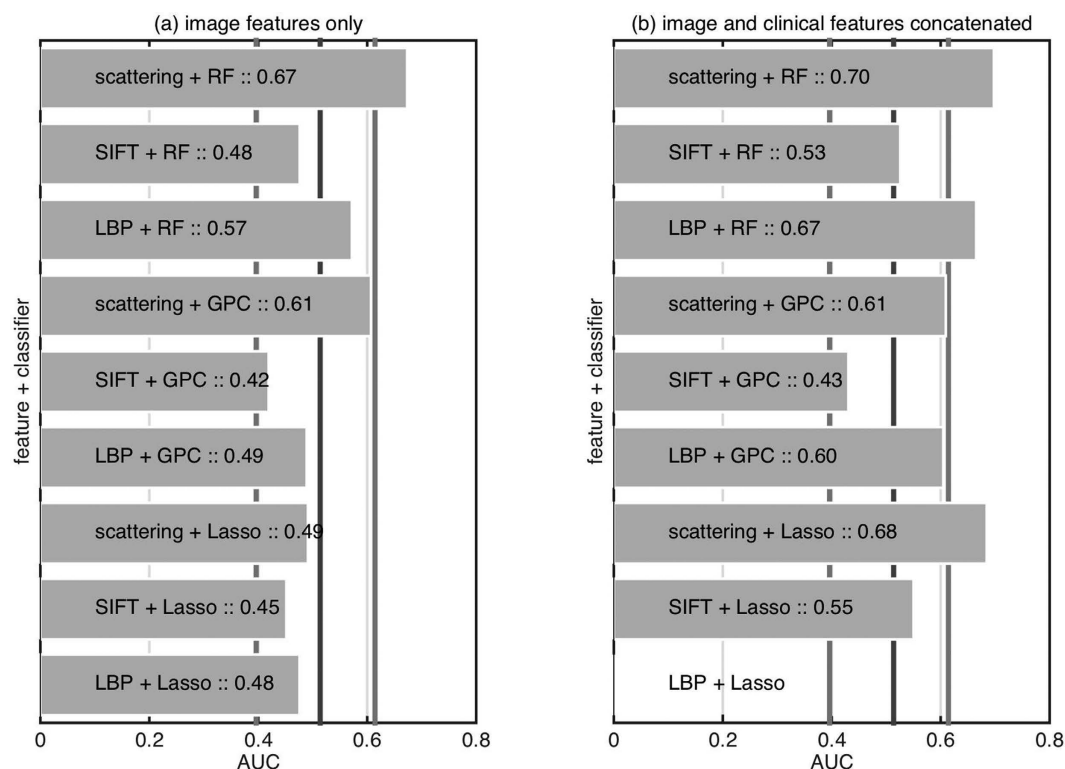 (a) image features only
scattering + RF :: 0.67
SIFT + RF :: 0.48
LBP + RF :: 0.57
scattering + GPC :: 0.61
SIFT + GPC :: 0.42
LBP + GPC :: 0.49
scattering + Lasso :: 0.49
SIFT + Lasso :: 0.45
LBP + Lasso :: 0.48
feature + classifier
0 0.2 0.4 0.6 0.8
AUC
(b) image and clinical features concatenated
scattering + RF :: 0.70
SIFT + RF :: 0.53
LBP + RF :: 0.67
scattering + GPC :: 0.61
SIFT + GPC :: 0.43
LBP + GPC :: 0.60
scattering + Lasso :: 0.68
SIFT + Lasso :: 0.55
LBP + Lasso
feature + classifier
0 0.2 0.4 0.6 0.8
AUC